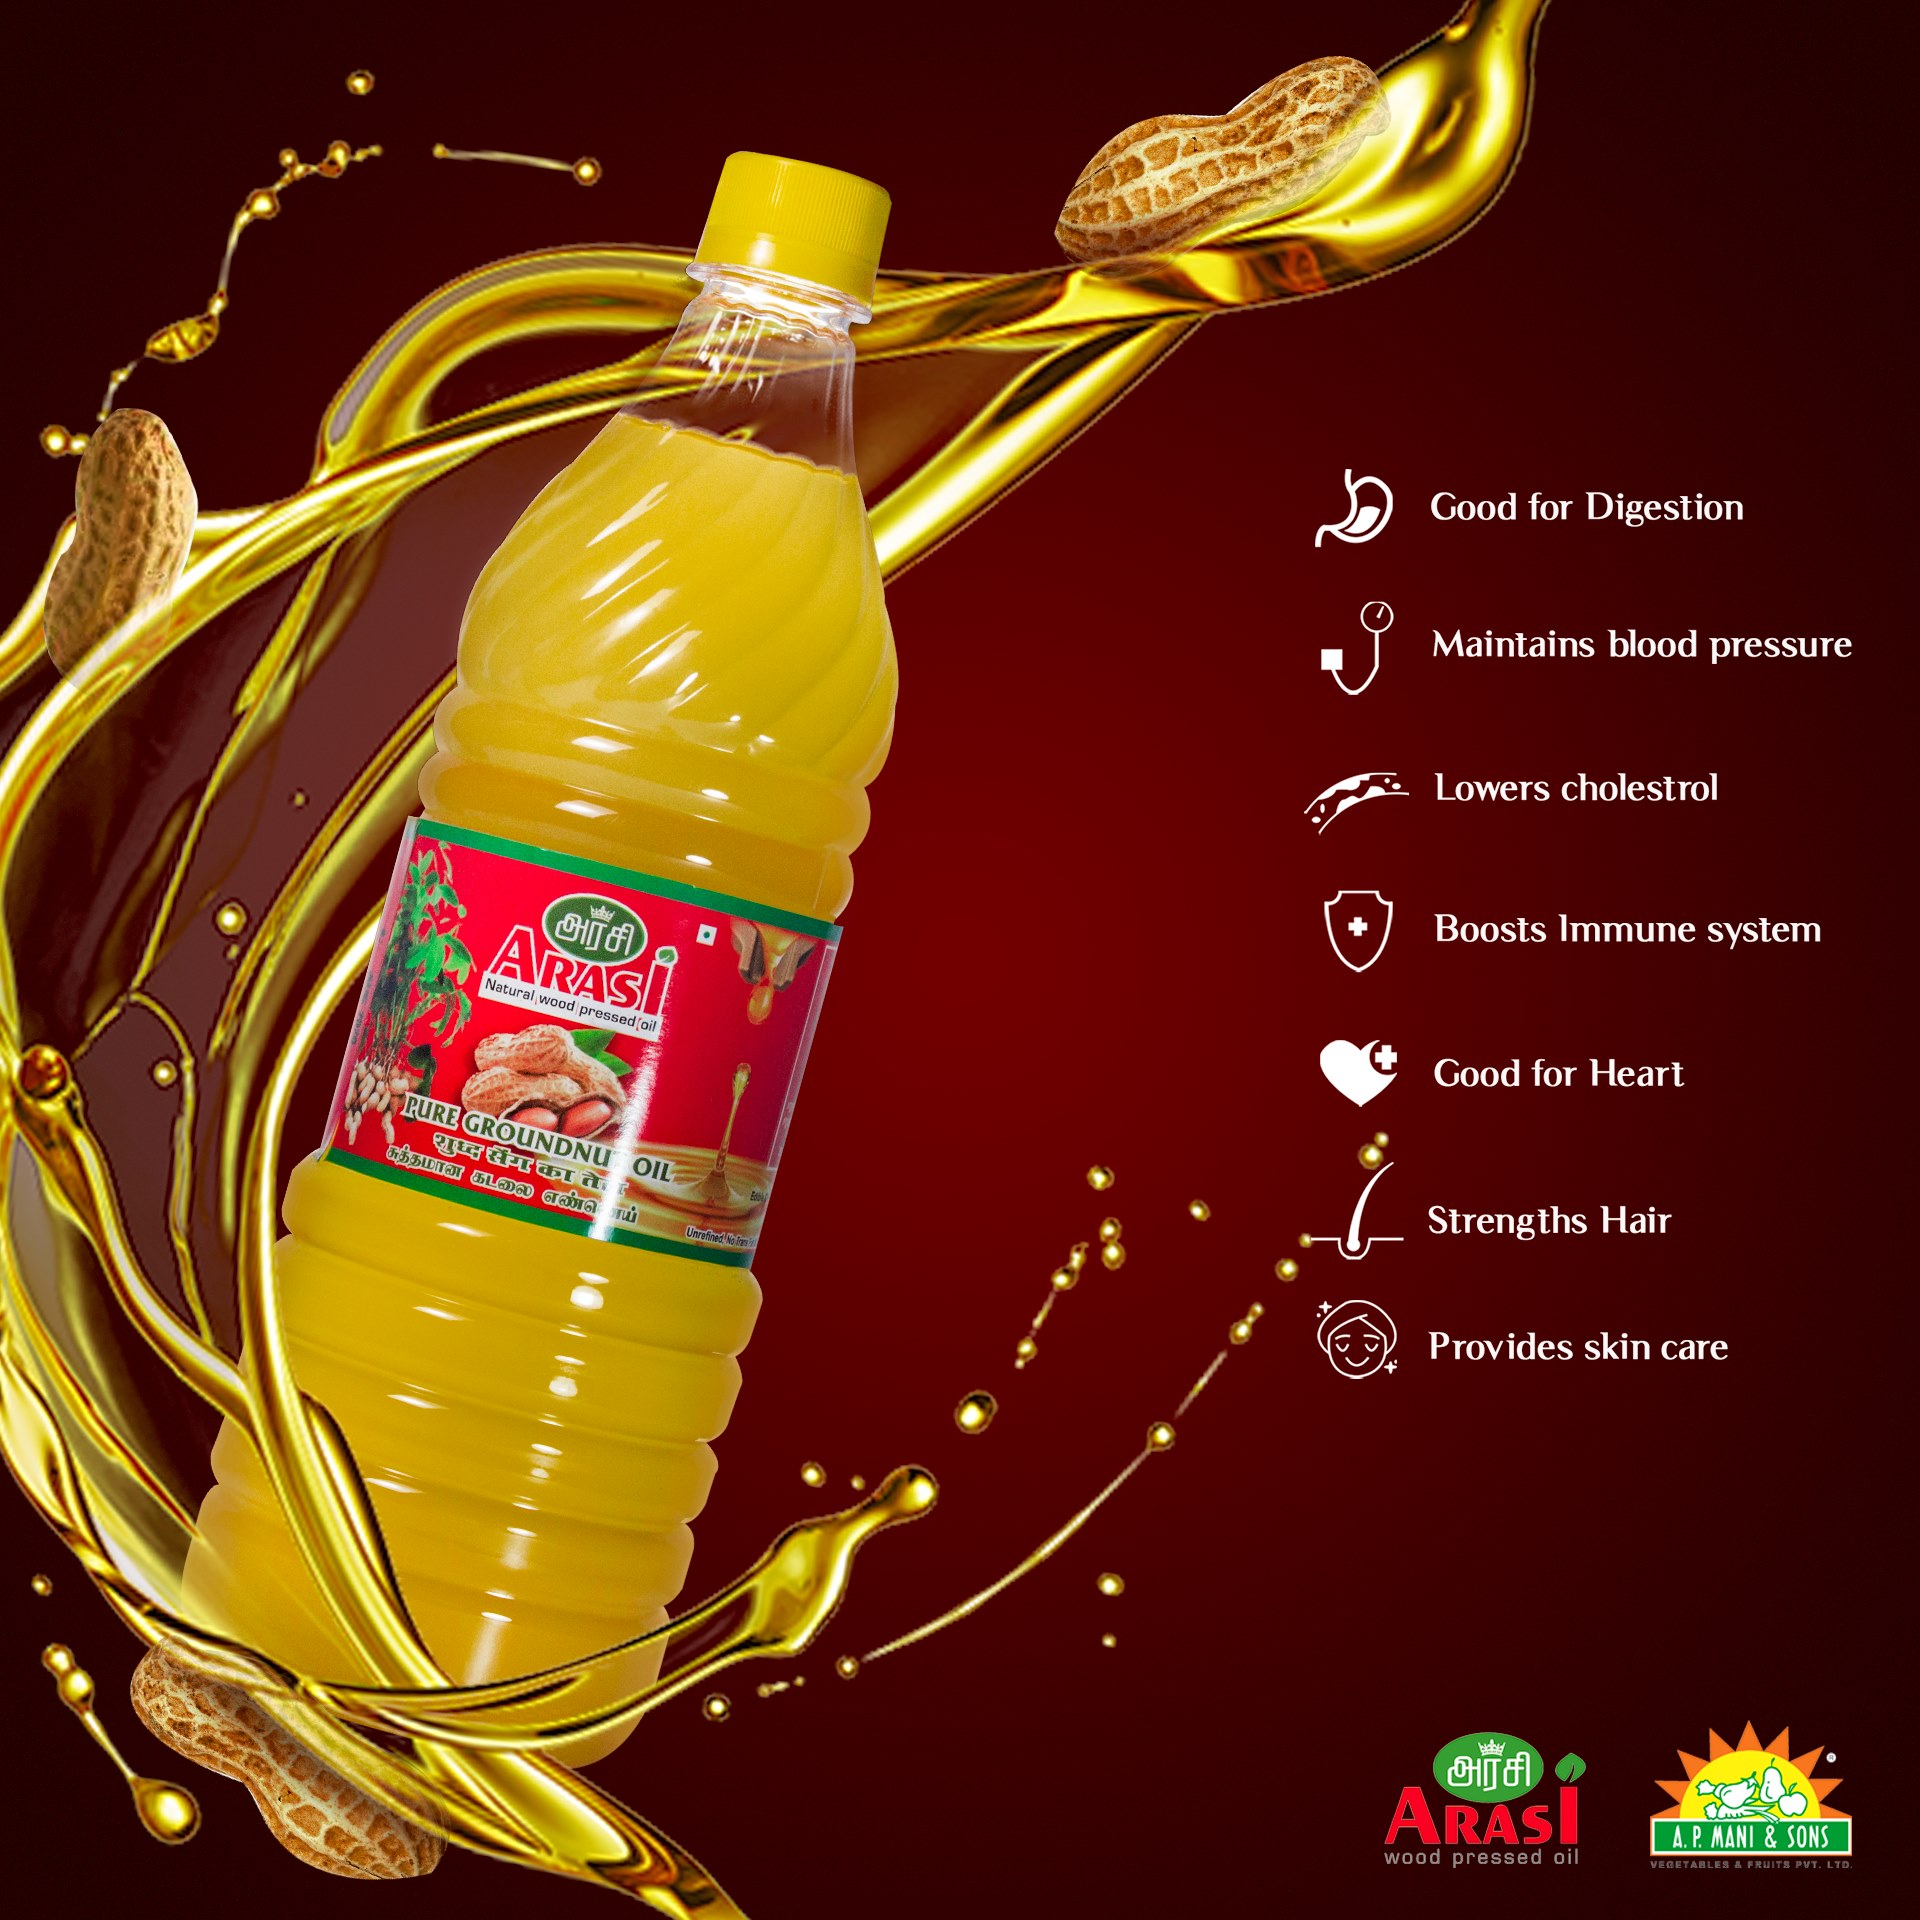 அரசி
ARASI
Natural wood pressed oil
PURE GROUNDNUT OIL
शुध्द सेंग का तेल
சுத்தமான கடலை எண்ணெய்
Unrefined, No Trans
Good for Digestion
Maintains blood pressure
Lowers cholestrol
Boosts Immune system
Good for Heart
Strengths Hair
Provides skin care
அரசி
ARASI
wood pressed oil
®
A. P. MANI & SONS
VEGETABLES & FRUITS PVT. LTD.